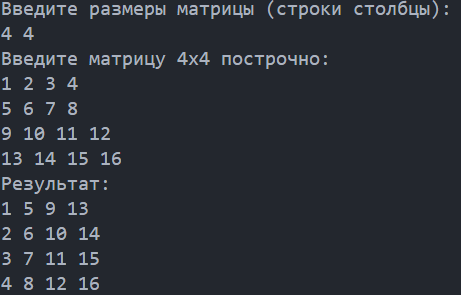 Введите размеры матрицы (строки столбцы):
4 4
Введите матрицу 4x4 построчно:
1 2 3 4
5 6 7 8
9 10 11 12
13 14 15 16
Результат:
1 5 9 13
2 6 10 14
3 7 11 15
4 8 12 16